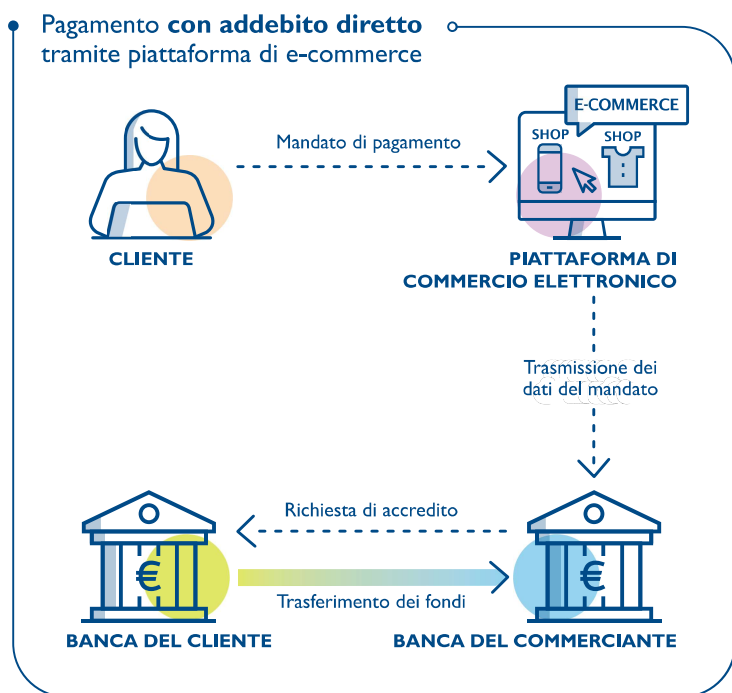 Pagamento con addebito diretto
tramite piattaforma di e-commerce
E-COMMERCE
SHOP
SHOP
Mandato di pagamento
CLIENTE
PIATTAFORMA DI
COMMERCIO ELETTRONICO
Trasmissione dei
dati del mandato
Richiesta di accredito
€
€
Trasferimento dei fondi
BANCA DEL CLIENTE
BANCA DEL COMMERCIANTE